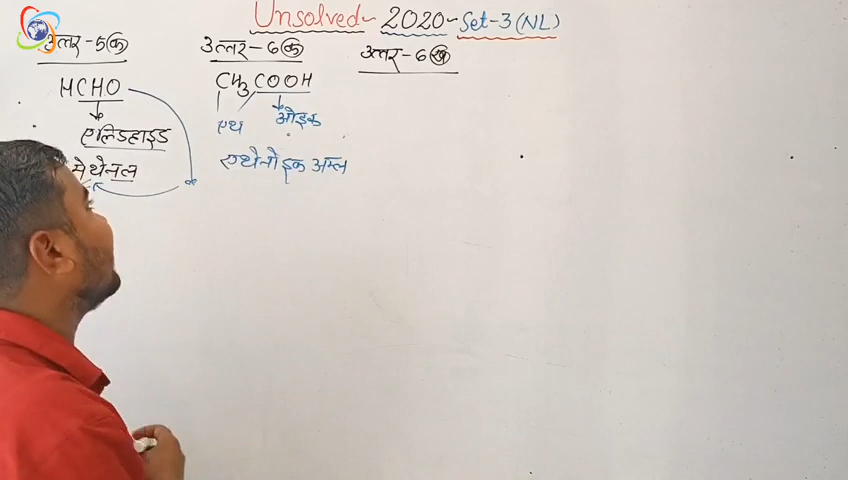 Unsolved - 2020 - Set-3 (NL)
उत्तर-5(क)
HCHO
एल्डिहाइड
मेथेनल
उत्तर-6(क)
CH3COOH
एथ ओइक
एथेनोइक अम्ल
उत्तर-6(ख)